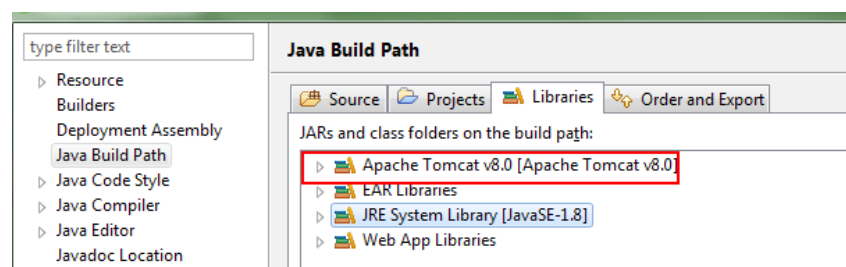 type filter text
Resource
Builders
Deployment Assembly
Java Build Path
Java Code Style
Java Compiler
Java Editor
Javadoc Location
Java Build Path
Source Projects Libraries Order and Export
JARs and class folders on the build path:
Apache Tomcat v8.0 [Apache Tomcat v8.0]
EAR Libraries
JRE System Library [JavaSE-1.8]
Web App Libraries